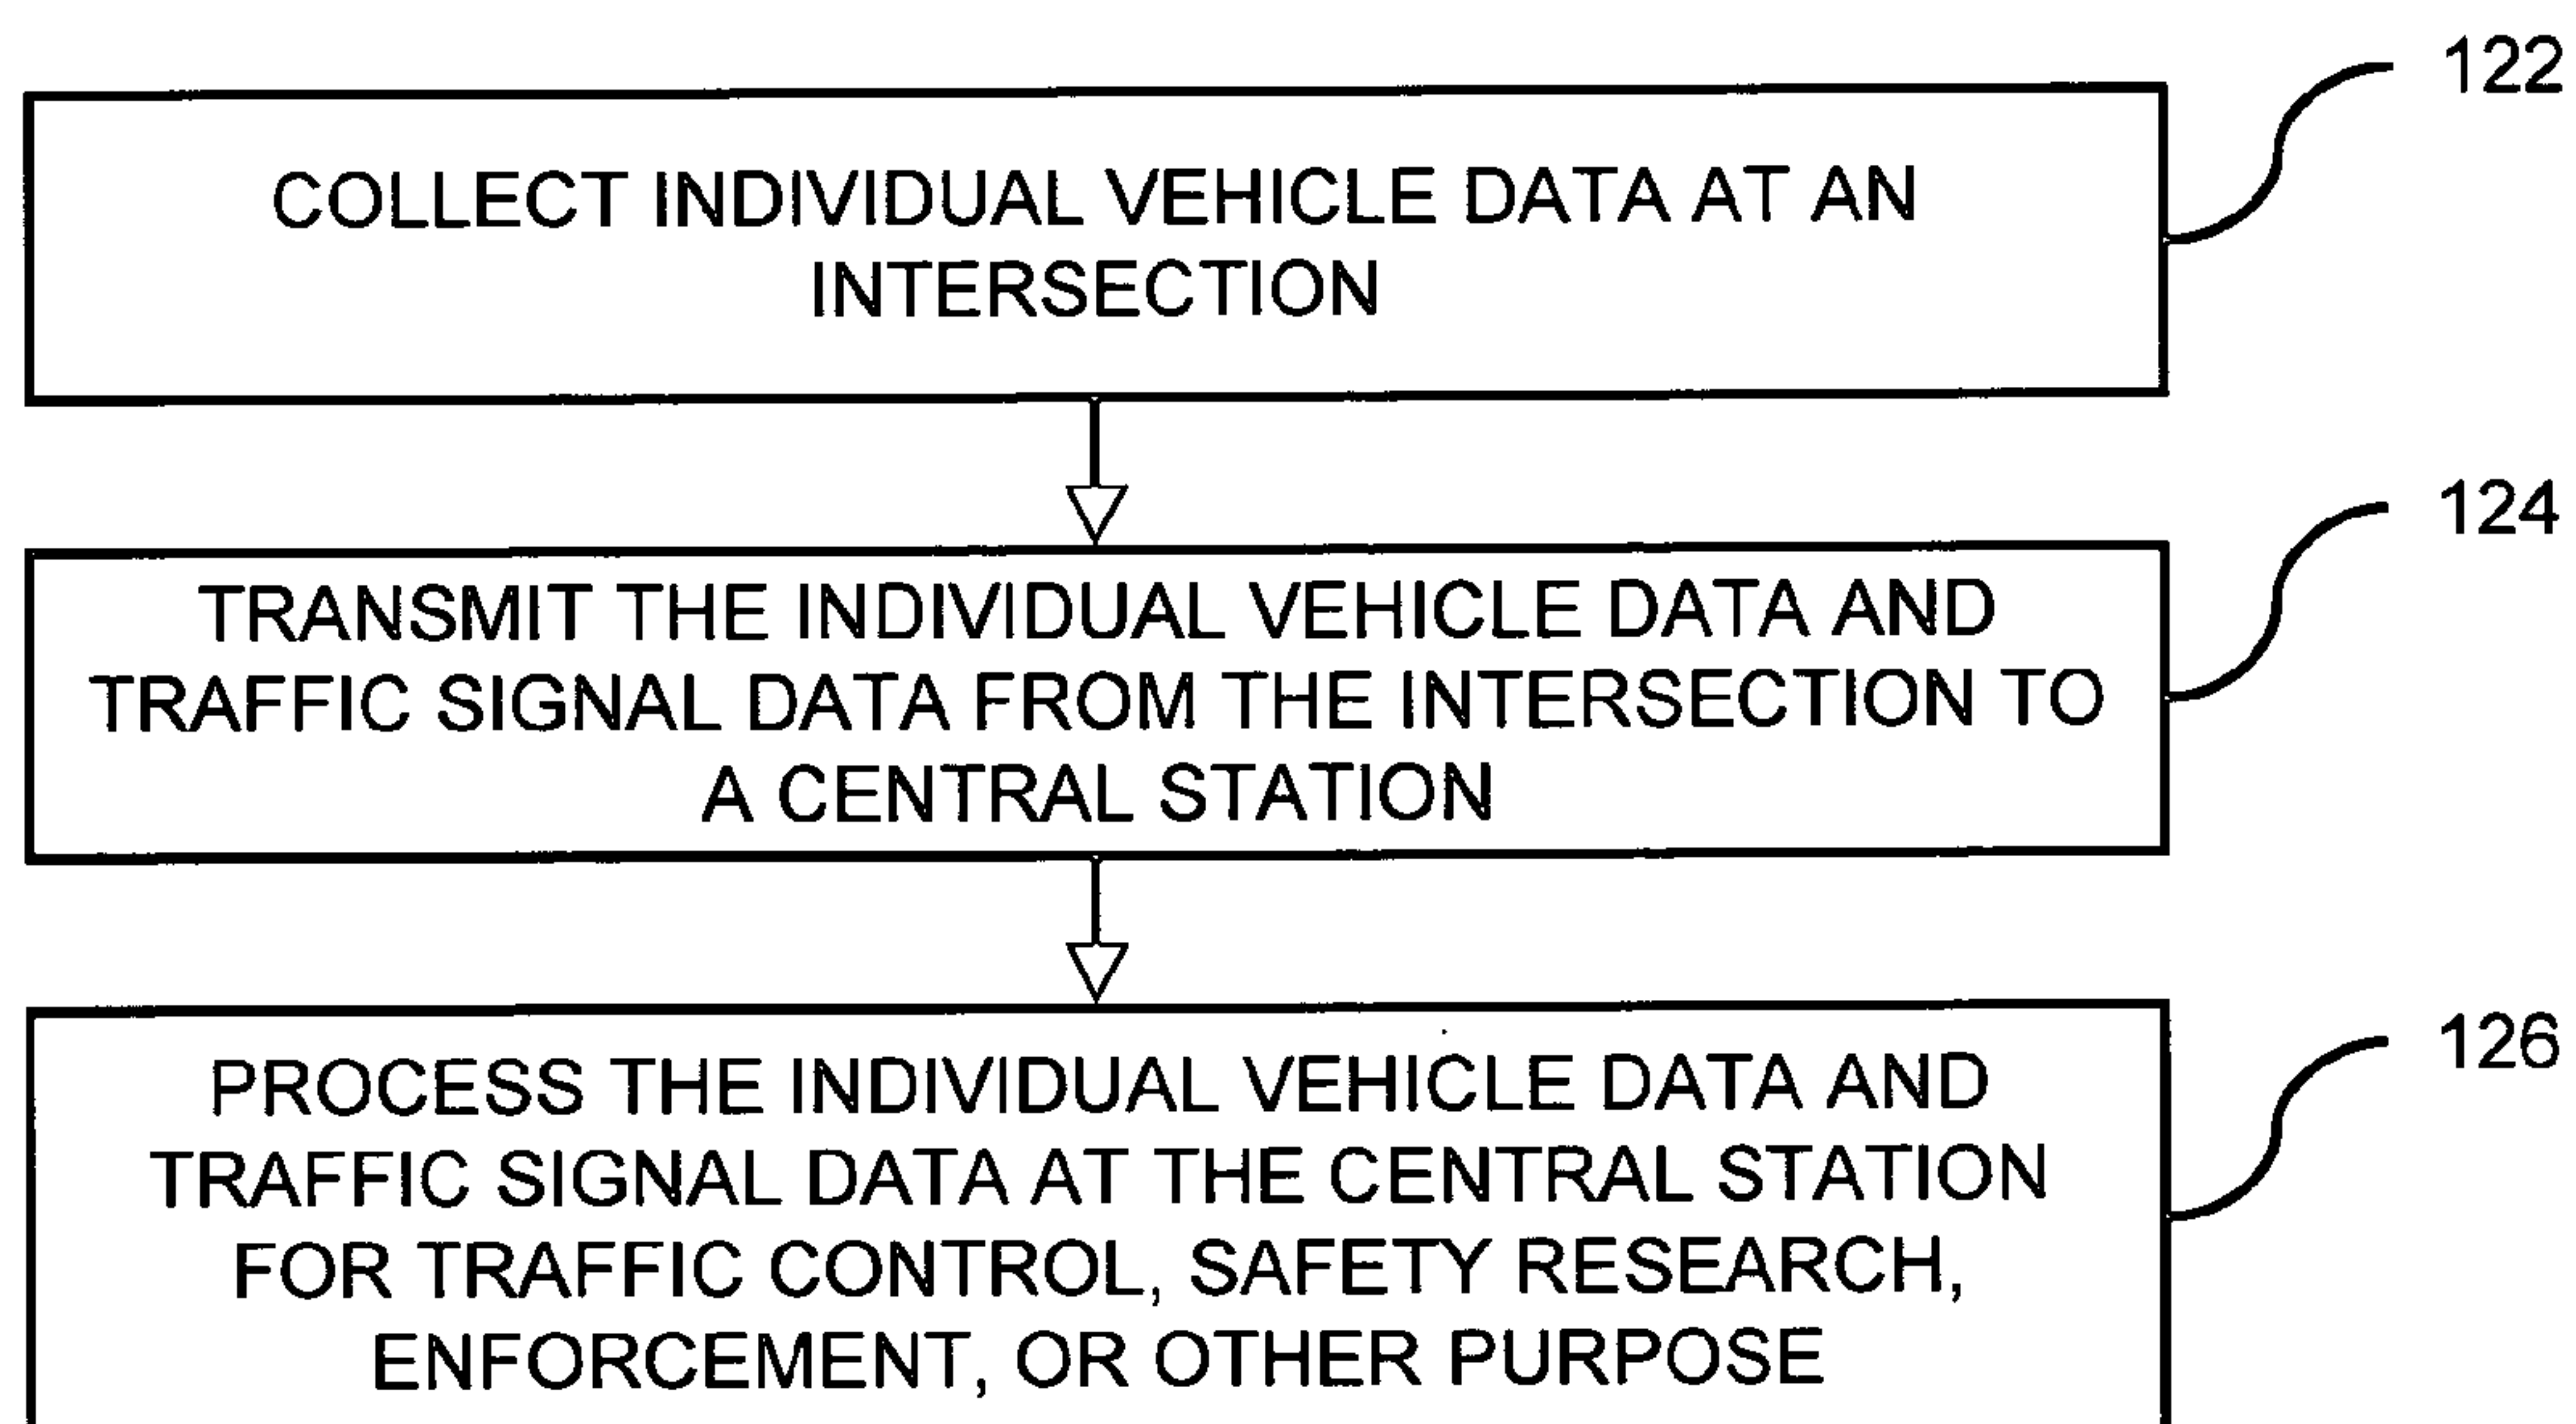 122
COLLECT INDIVIDUAL VEHICLE DATA AT AN
INTERSECTION
124
TRANSMIT THE INDIVIDUAL VEHICLE DATA AND
TRAFFIC SIGNAL DATA FROM THE INTERSECTION TO
A CENTRAL STATION
126
PROCESS THE INDIVIDUAL VEHICLE DATA AND
TRAFFIC SIGNAL DATA AT THE CENTRAL STATION
FOR TRAFFIC CONTROL, SAFETY RESEARCH,
ENFORCEMENT, OR OTHER PURPOSE